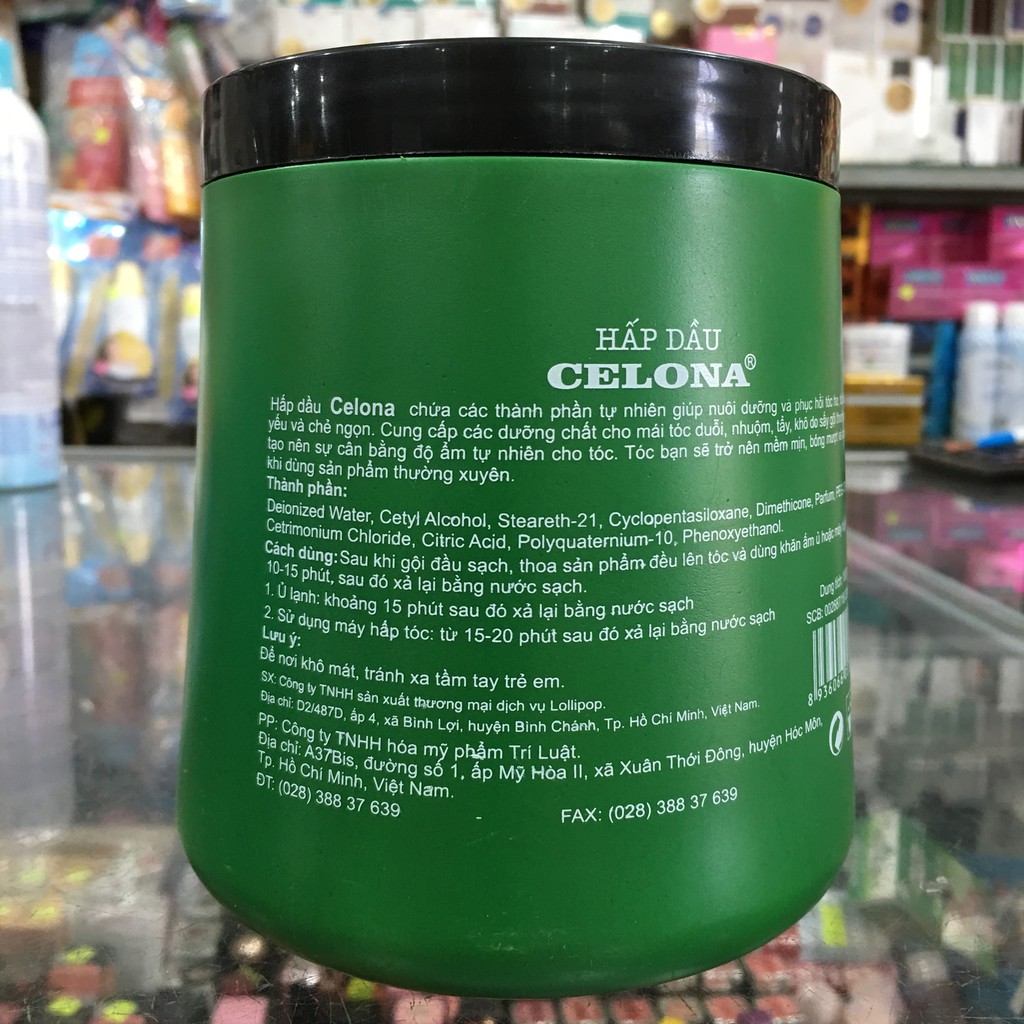 HẤP DẦU
CELONA®
Hấp dầu Celona chứa các thành phần tự nhiên giúp nuôi dưỡng và phục hồi tóc hư
yếu và chẻ ngọn. Cung cấp các dưỡng chất cho mái tóc duỗi, nhuộm, tẩy, khô do sấy gội
tạo nên sự cân bằng độ ẩm tự nhiên cho tóc. Tóc bạn sẽ trở nên mềm mịn, bóng mượt
khi dùng sản phẩm thường xuyên.
Thành phần:
Deionized Water, Cetyl Alcohol, Steareth-21, Cyclopentasiloxane, Dimethicone, Parfum,
Cetrimonium Chloride, Citric Acid, Polyquaternium-10, Phenoxyethanol.
Cách dùng: Sau khi gội đầu sạch, thoa sản phẩm đều lên tóc và dùng khăn ấm ủ hoặc máy
10-15 phút, sau đó xả lại bằng nước sạch.
1. Ủ lạnh: khoảng 15 phút sau đó xả lại bằng nước sạch
2. Sử dụng máy hấp tóc: từ 15-20 phút sau đó xả lại bằng nước sạch
Lưu ý:
Để nơi khô mát, tránh xa tầm tay trẻ em.
SX: Công ty TNHH sản xuất thương mại dịch vụ Lollipop.
Địa chỉ: D2/487D, ấp 4, xã Bình Lợi, huyện Bình Chánh, Tp. Hồ Chí Minh, Việt Nam.
PP: Công ty TNHH hóa mỹ phẩm Trí Luật.
Địa chỉ: A37Bis, đường số 1, ấp Mỹ Hòa II, xã Xuân Thới Đông, huyện Hóc Môn,
Tp. Hồ Chí Minh, Việt Nam.
ĐT: (028) 388 37 639 - FAX: (028) 388 37 639
Dung tích:
SCB: